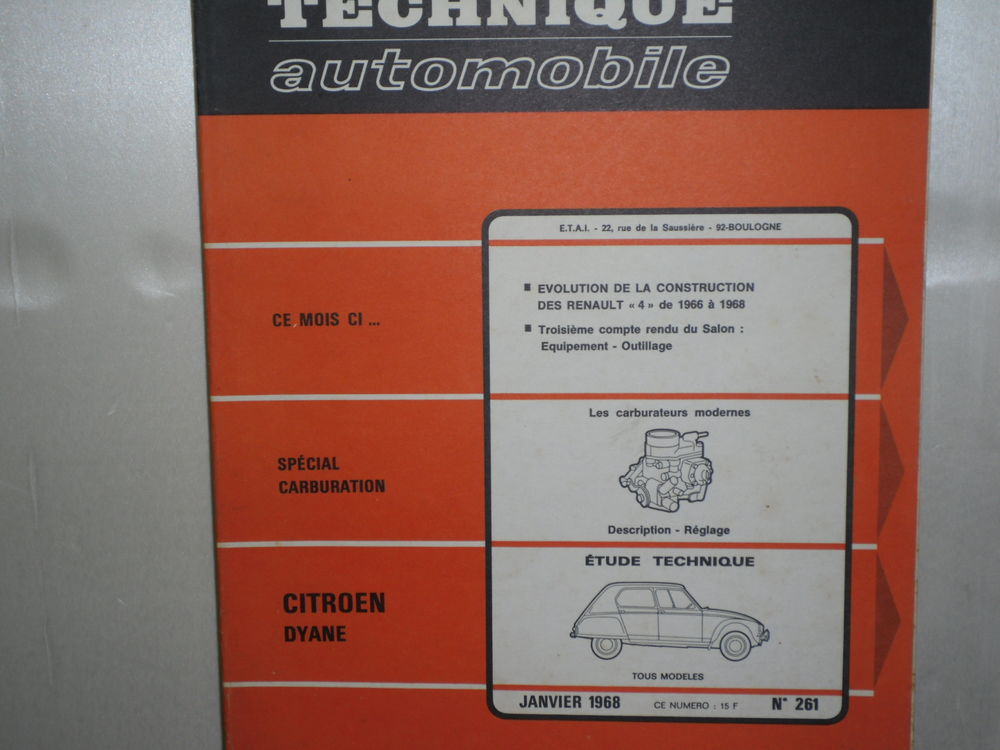 TECHNIQUE
automobile
E.T.A.I. - 22, rue de la Saussière - 92-BOULOGNE
CE MOIS CI ...
■ EVOLUTION DE LA CONSTRUCTION
DES RENAULT « 4 » de 1966 à 1968
■ Troisième compte rendu du Salon :
Equipement - Outillage
SPÉCIAL
CARBURATION
Les carburateurs modernes
Description - Réglage
CITROEN
DYANE
ÉTUDE TECHNIQUE
TOUS MODELES
JANVIER 1968 CE NUMERO : 15 F N° 261